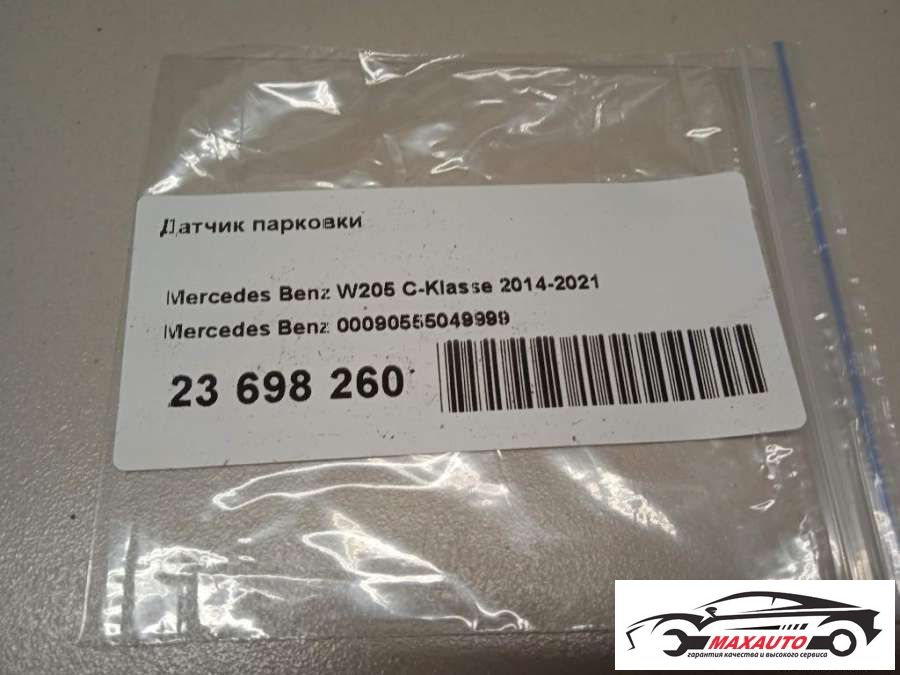 Датчик парковки
Mercedes Benz W205 C-Klasse 2014-2021
Mercedes Benz 00090555049999
23 698 260
MAXAUTO
гарантия качества и высокого сервиса